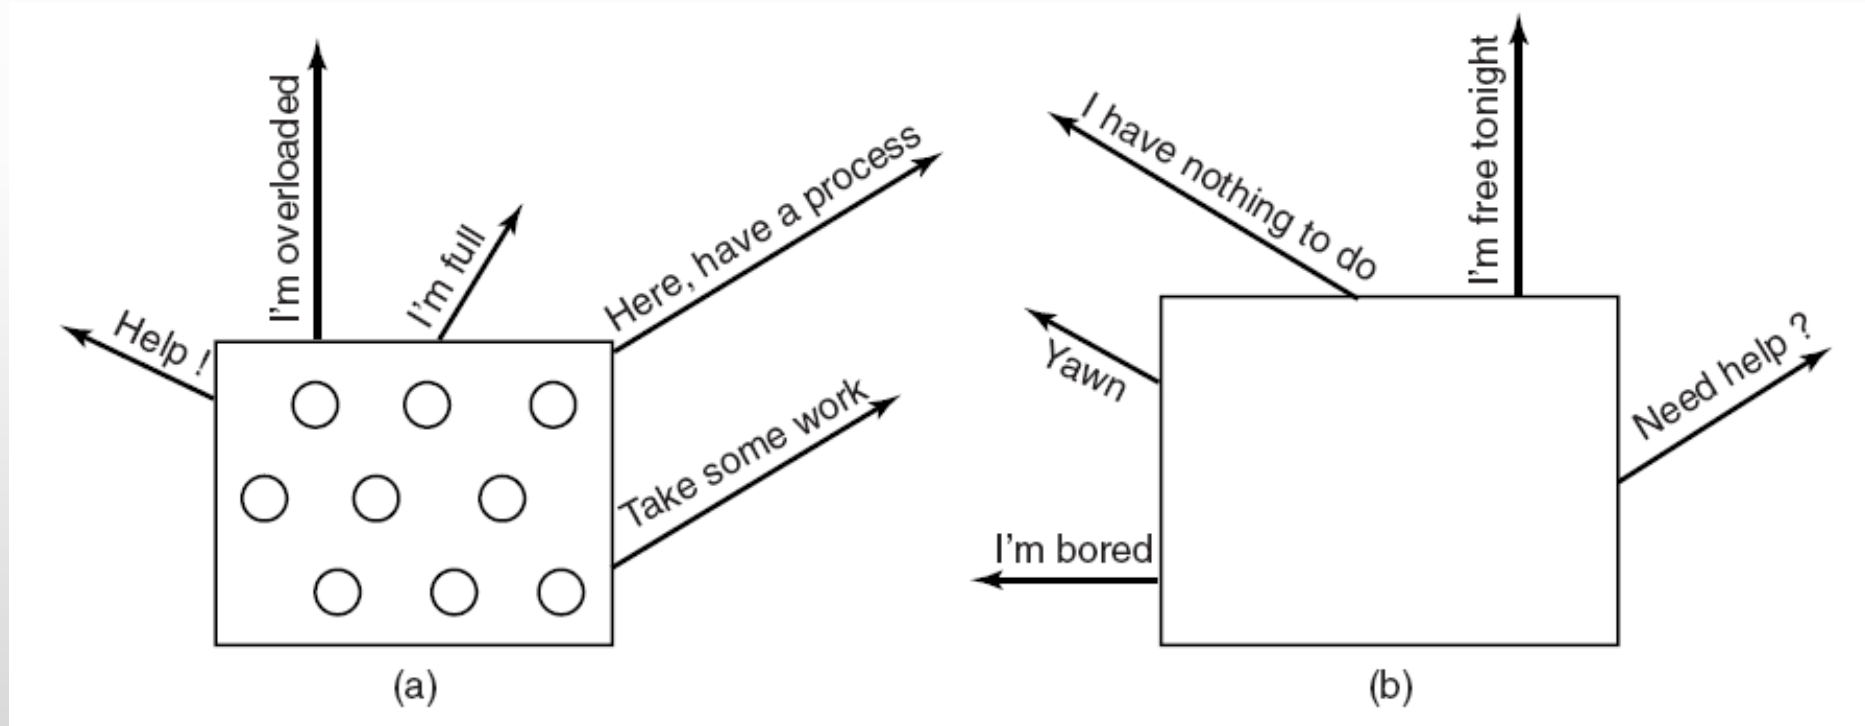 Help !
I'm overloaded
I'm full
Here, have a process
Take some work
(a)
I have nothing to do
I'm free tonight
Yawn
Need help ?
I'm bored
(b)